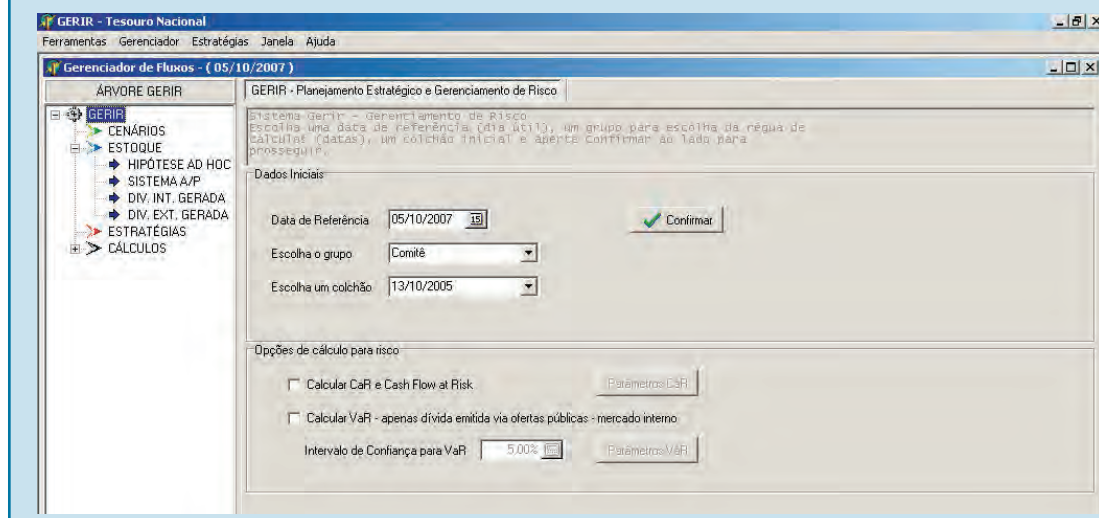 GERIR - Tesouro Nacional
Ferramentas Gerenciador Estratégias Janela Ajuda
Gerenciador de Fluxos - ( 05/10/2007 )
ÁRVORE GERIR
GERIR
CENÁRIOS
ESTOQUE
HIPÓTESE AD HOC
SISTEMA A/P
DIV. INT. GERADA
DIV. EXT. GERADA
ESTRATÉGIAS
CÁLCULOS
GERIR - Planejamento Estratégico e Gerenciamento de Risco
Sistema Gerir - Gerenciamento de Risco
Escolha uma data de referência (dia útil), um grupo para escolha da régua de
cálculos (datas), um colchão inicial e aperte Confirmar ao lado para
prosseguir.
Dados Iniciais
Data de Referência 05/10/2007 15 Confirmar
Escolha o grupo Comitê
Escolha um colchão 13/10/2005
Opções de cálculo para risco
Calcular CaR e Cash Flow at Risk Parâmetros CaR
Calcular VaR - apenas dívida emitida via ofertas públicas - mercado interno
Intervalo de Confiança para VaR 5,00% Parâmetros VaR